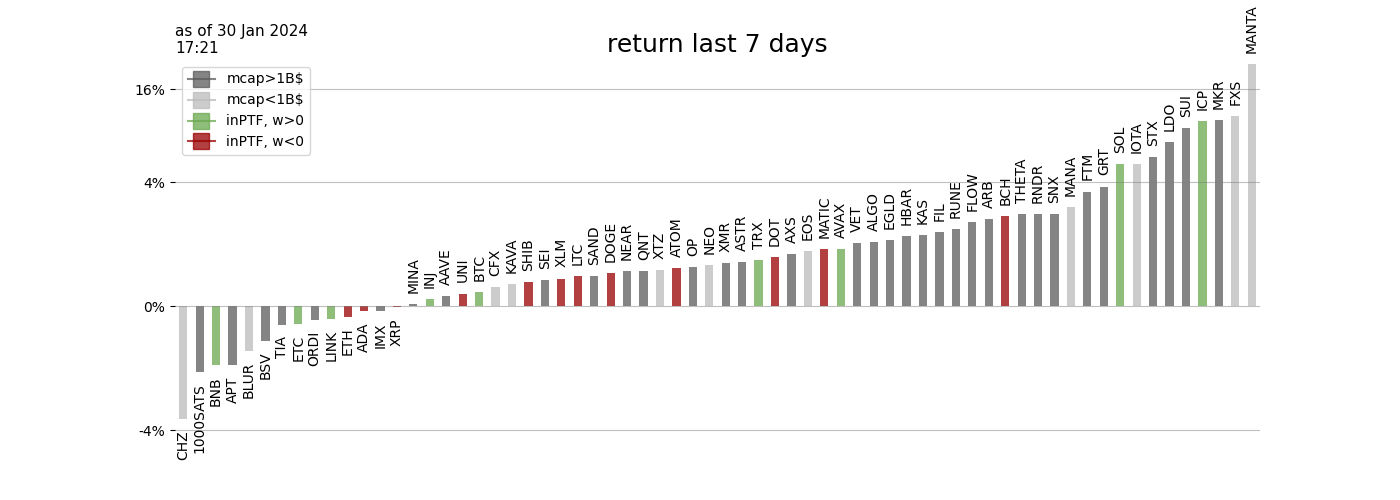 as of 30 Jan 2024
17:21
return last 7 days
mcap>1B$
mcap<1B$
inPTF, w>0
inPTF, w<0
16%
4%
0%
-4%
CHZ
1000SATS
BNB
APT
BLUR
BSV
TIA
ETC
ORDI
LINK
ETH
ADA
IMX
XRP
MINA
INJ
AAVE
UNI
BTC
CFX
KAVA
SHIB
SEI
XLM
LTC
SAND
DOGE
NEAR
QNT
XTZ
ATOM
OP
NEO
XMR
ASTR
TRX
DOT
AXS
EOS
MATIC
AVAX
VET
ALGO
EGLD
HBAR
KAS
FIL
RUNE
FLOW
ARB
BCH
THETA
RNDR
SNX
MANA
FTM
GRT
SOL
IOTA
STX
LDO
SUI
ICP
MKR
FXS
MANTA